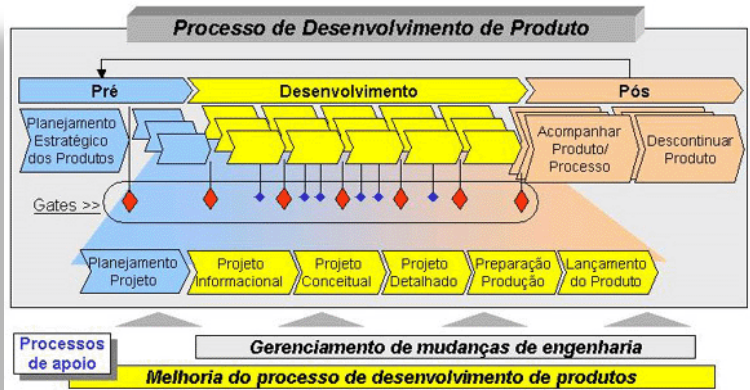 Processo de Desenvolvimento de Produto
Pré
Desenvolvimento
Pós
Planejamento
Estratégico
dos Produtos
Acompanhar
Produto/
Processo
Descontinuar
Produto
Gates >>
Planejamento
Projeto
Projeto
Informacional
Projeto
Conceitual
Projeto
Detalhado
Preparação
Produção
Lançamento
do Produto
Processos
de apoio
Gerenciamento de mudanças de engenharia
Melhoria do processo de desenvolvimento de produtos